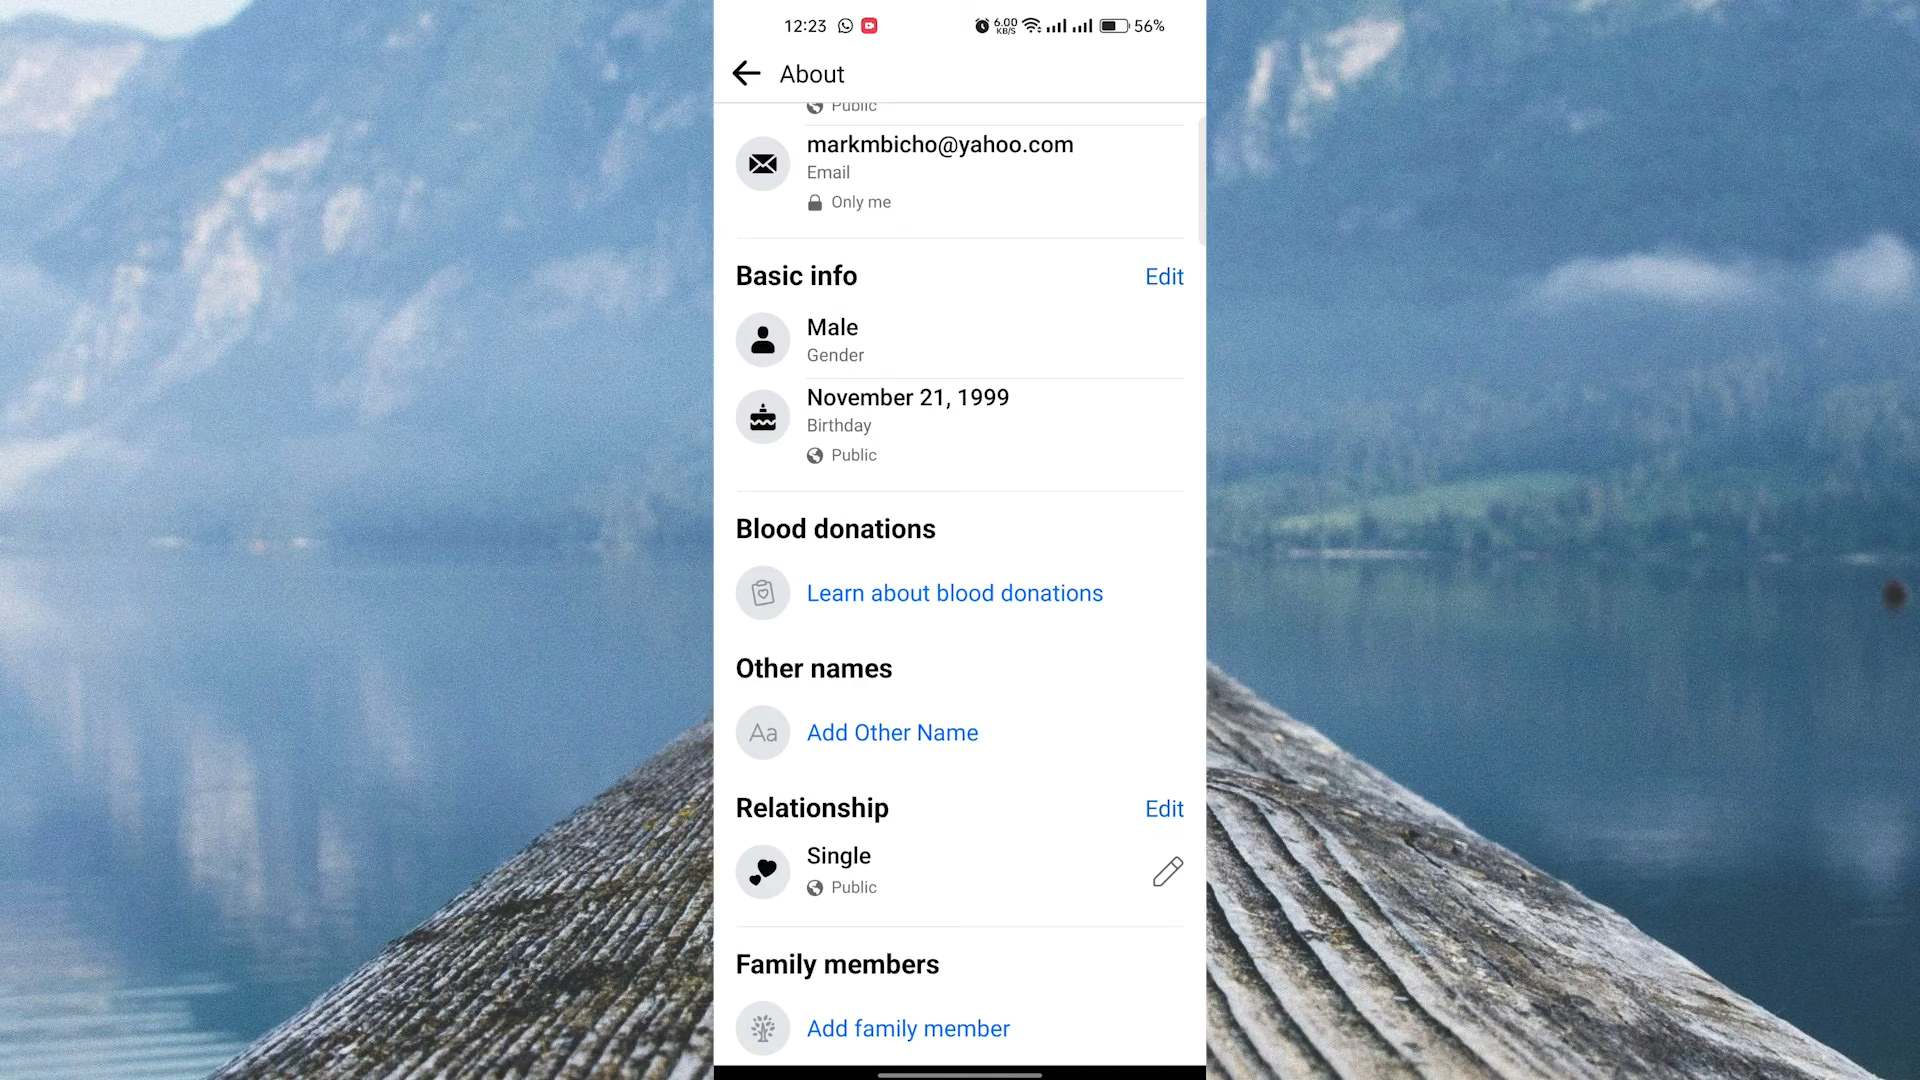 12:23 6.00 KB/S 56%
About
Public
markmbicho@yahoo.com
Email
Only me
Basic info Edit
Male
Gender
November 21, 1999
Birthday
Public
Blood donations
Learn about blood donations
Other names
Aa Add Other Name
Relationship Edit
Single
Public
Family members
Add family member